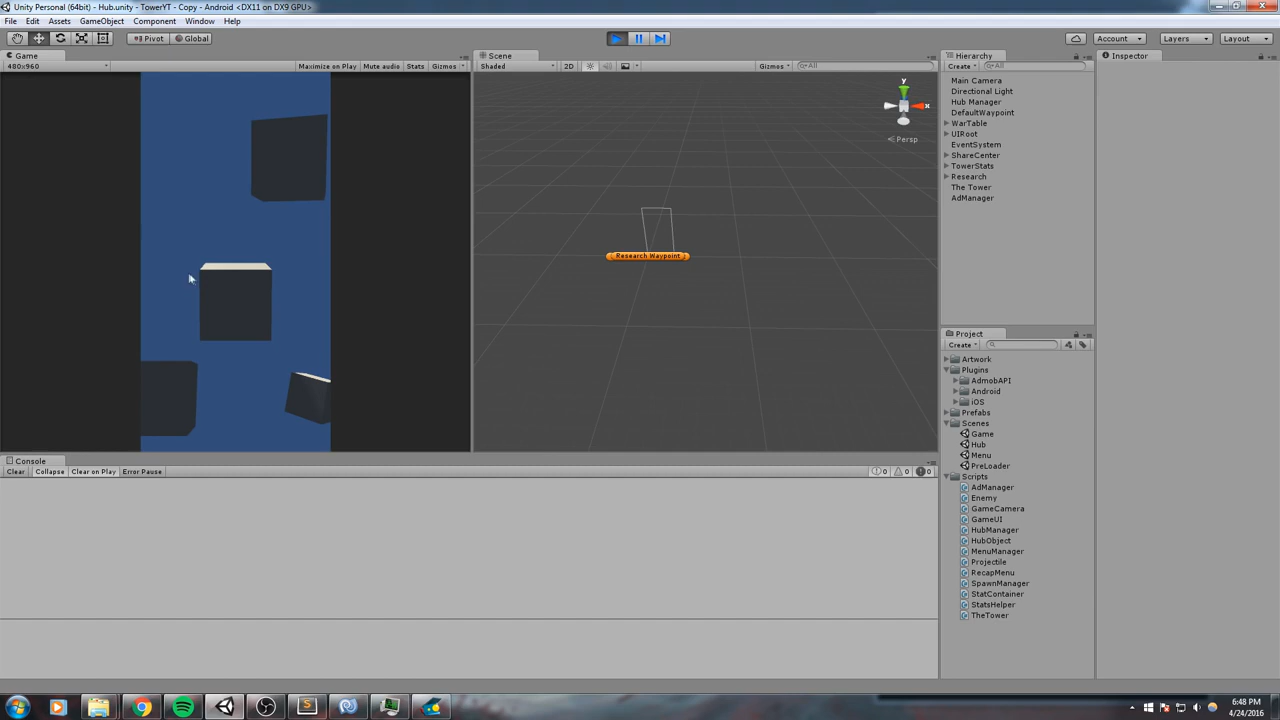 Unity Personal (64bit) - Hub.unity - TowerYT - Copy - Android <DX11 on DX9 GPU>
File Edit Assets GameObject Component Window Help
Pivot Global Account Layers Layout
Game
480x960 Maximize on Play Mute audio Stats Gizmos
Scene
Shaded 2D Gizmos All
y
x
Persp
Research Waypoint
Hierarchy
Create All
Main Camera
Directional Light
Hub Manager
DefaultWaypoint
WarTable
UIRoot
EventSystem
ShareCenter
TowerStats
Research
The Tower
AdManager
Inspector
Project
Create
Artwork
Plugins
AdmobAPI
Android
iOS
Prefabs
Scenes
Game
Hub
Menu
PreLoader
Scripts
AdManager
Enemy
GameCamera
GameUI
HubManager
HubObject
MenuManager
Projectile
RecapMenu
SpawnManager
StatContainer
StatsHelper
TheTower
Console
Clear Collapse Clear on Play Error Pause 0 0 0
6:48 PM
4/24/2016